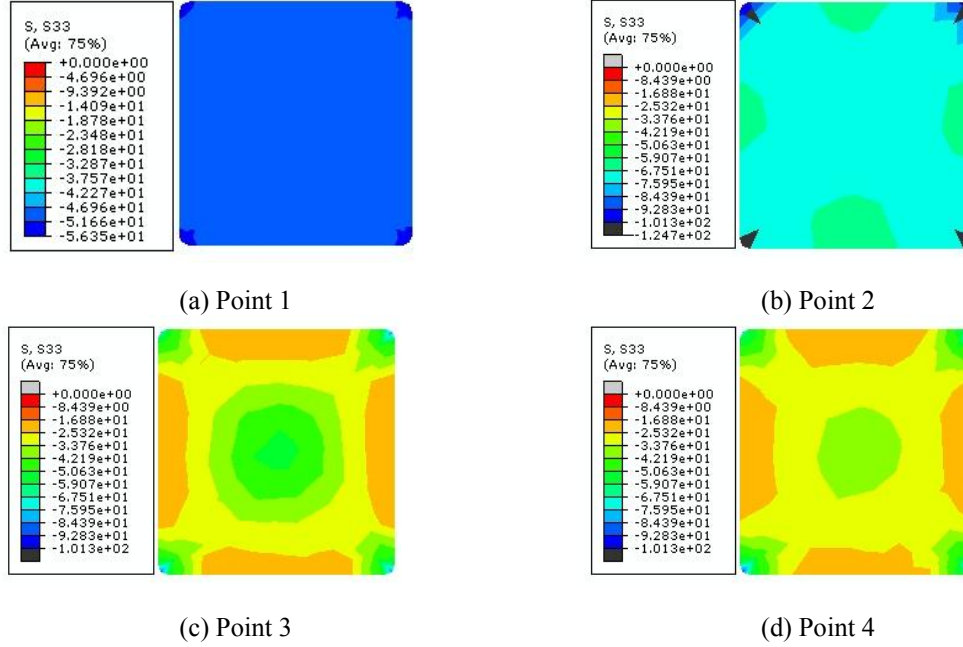 S, S33
(Avg: 75%)
+0.000e+00
-4.696e+00
-9.392e+00
-1.409e+01
-1.878e+01
-2.348e+01
-2.818e+01
-3.287e+01
-3.757e+01
-4.227e+01
-4.696e+01
-5.166e+01
-5.635e+01
S, S33
(Avg: 75%)
+0.000e+00
-8.439e+00
-1.688e+01
-2.532e+01
-3.376e+01
-4.219e+01
-5.063e+01
-5.907e+01
-6.751e+01
-7.595e+01
-8.439e+01
-9.283e+01
-1.013e+02
-1.247e+02
(a) Point 1
(b) Point 2
S, S33
(Avg: 75%)
+0.000e+00
-8.439e+00
-1.688e+01
-2.532e+01
-3.376e+01
-4.219e+01
-5.063e+01
-5.907e+01
-6.751e+01
-7.595e+01
-8.439e+01
-9.283e+01
-1.013e+02
S, S33
(Avg: 75%)
+0.000e+00
-8.439e+00
-1.688e+01
-2.532e+01
-3.376e+01
-4.219e+01
-5.063e+01
-5.907e+01
-6.751e+01
-7.595e+01
-8.439e+01
-9.283e+01
-1.013e+02
(c) Point 3
(d) Point 4